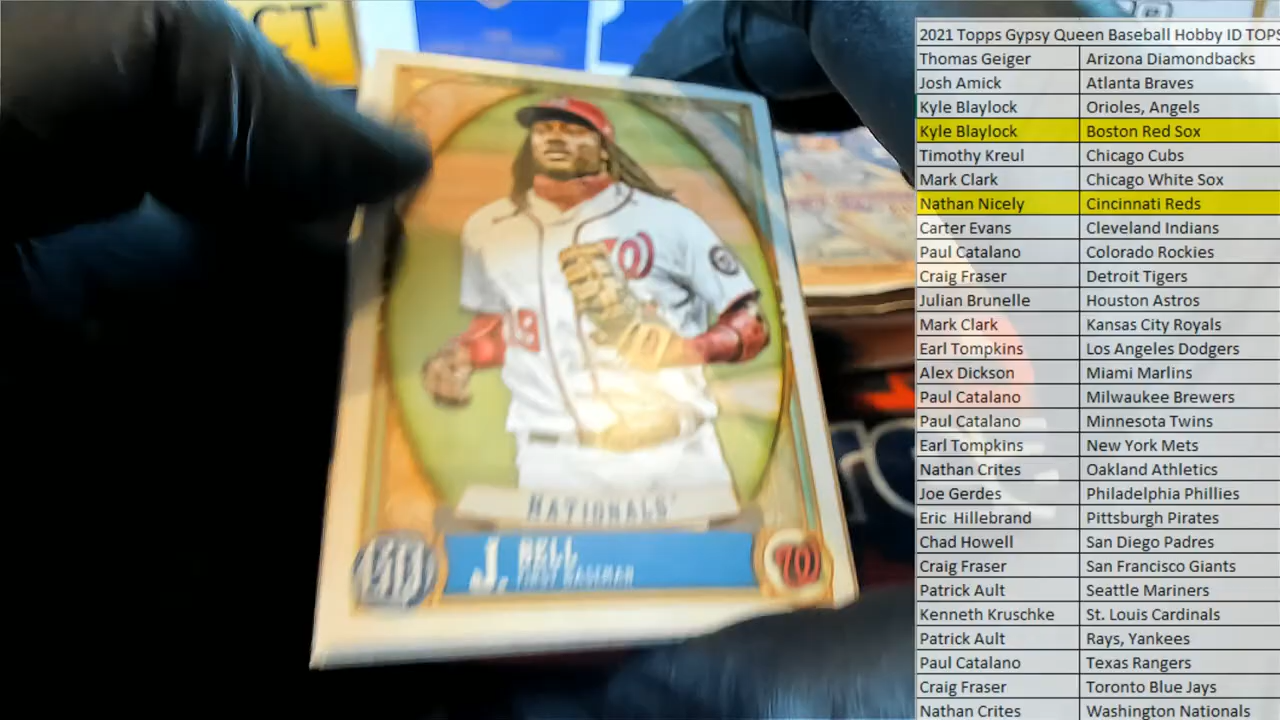 CT
19
W
NATIONALS
J. BELL
FIRST BASEMAN
GQ
W
2021 Topps Gypsy Queen Baseball Hobby ID TOPS
Thomas Geiger Arizona Diamondbacks
Josh Amick Atlanta Braves
Kyle Blaylock Orioles, Angels
Kyle Blaylock Boston Red Sox
Timothy Kreul Chicago Cubs
Mark Clark Chicago White Sox
Nathan Nicely Cincinnati Reds
Carter Evans Cleveland Indians
Paul Catalano Colorado Rockies
Craig Fraser Detroit Tigers
Julian Brunelle Houston Astros
Mark Clark Kansas City Royals
Earl Tompkins Los Angeles Dodgers
Alex Dickson Miami Marlins
Paul Catalano Milwaukee Brewers
Paul Catalano Minnesota Twins
Earl Tompkins New York Mets
Nathan Crites Oakland Athletics
Joe Gerdes Philadelphia Phillies
Eric Hillebrand Pittsburgh Pirates
Chad Howell San Diego Padres
Craig Fraser San Francisco Giants
Patrick Ault Seattle Mariners
Kenneth Kruschke St. Louis Cardinals
Patrick Ault Rays, Yankees
Paul Catalano Texas Rangers
Craig Fraser Toronto Blue Jays
Nathan Crites Washington Nationals